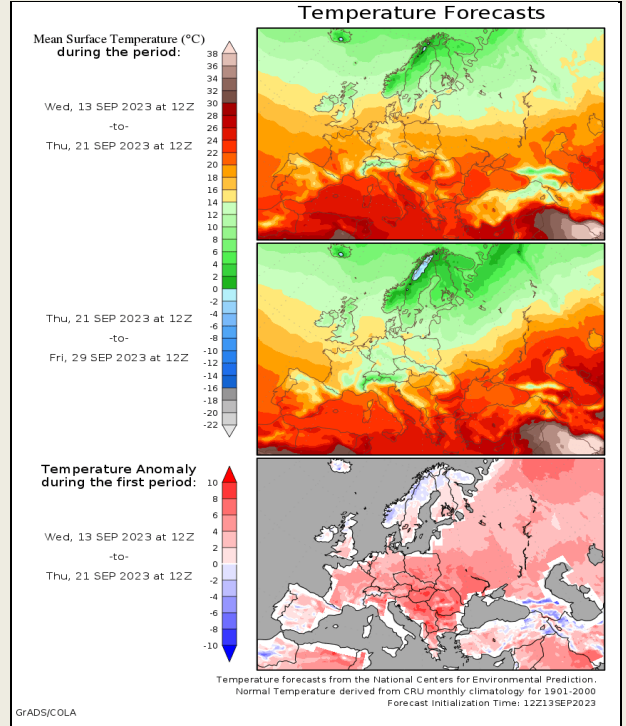 Temperature Forecasts
Mean Surface Temperature (°C)
during the period:
Wed, 13 SEP 2023 at 12Z
-to-
Thu, 21 SEP 2023 at 12Z
38
36
34
32
30
28
26
24
22
20
18
16
14
12
10
8
6
4
2
0
-2
-4
-6
-8
-10
-12
-14
-16
-18
-20
-22
Thu, 21 SEP 2023 at 12Z
-to-
Fri, 29 SEP 2023 at 12Z
Temperature Anomaly
during the first period:
Wed, 13 SEP 2023 at 12Z
-to-
Thu, 21 SEP 2023 at 12Z
10
8
6
4
2
0
-2
-4
-6
-8
-10
Temperature forecasts from the National Centers for Environmental Prediction.
Normal Temperature derived from CRU monthly climatology for 1901-2000
Forecast Initialization Time: 12Z13SEP2023
GrADS/COLA